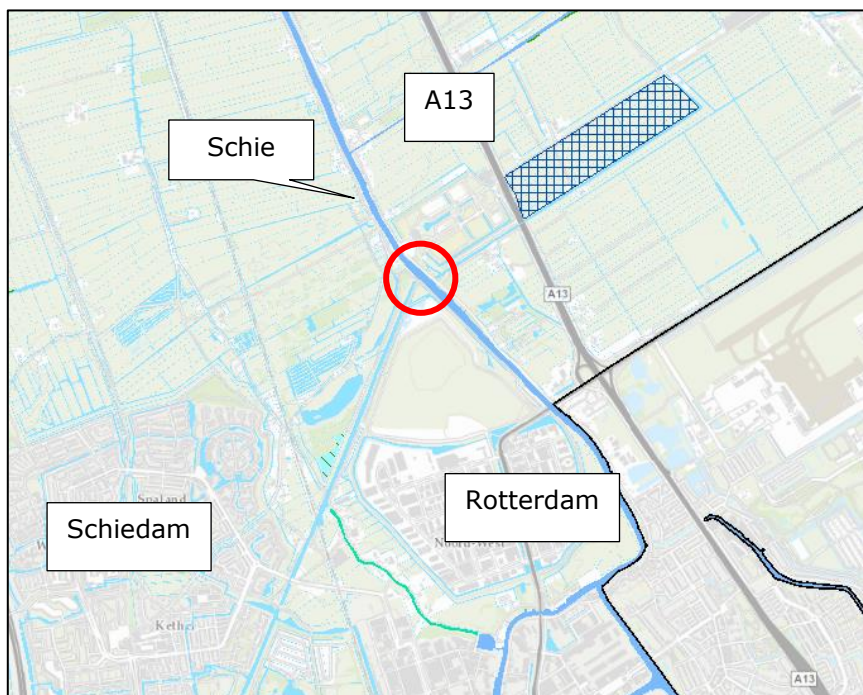 A13
Schie
A13
Spaland
Rotterdam
Schiedam
Noord-West
Kethel
A13